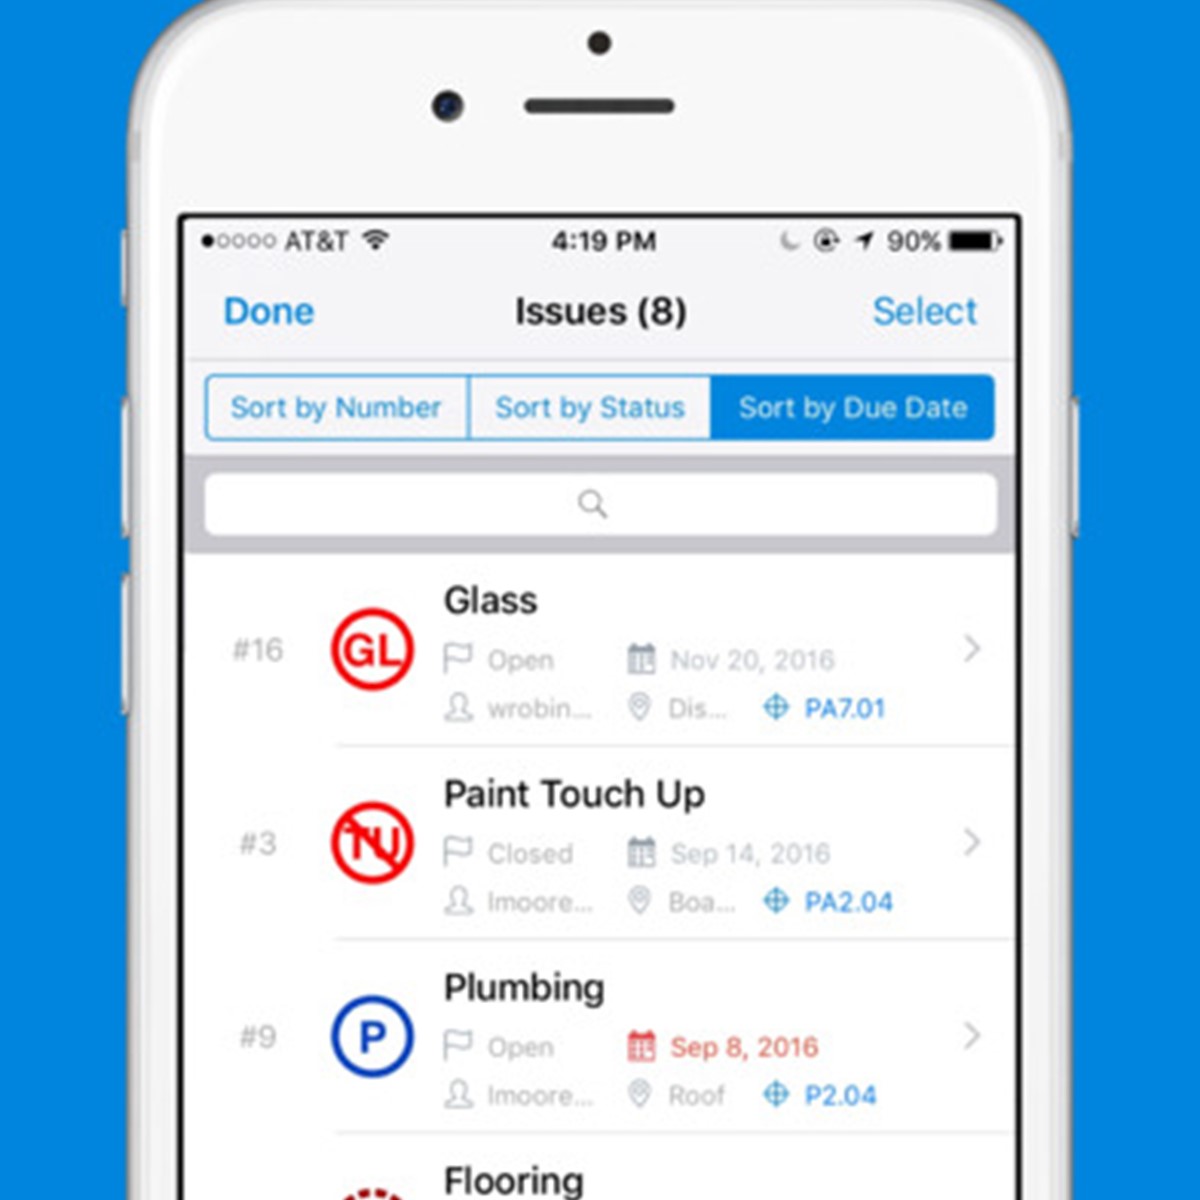 AT&T 4:19 PM 90%
Done Issues (8) Select
Sort by Number Sort by Status Sort by Due Date
Glass
#16 GL Open Nov 20, 2016
wrobin... Dis... PA7.01
Paint Touch Up
#3 TU Closed Sep 14, 2016
lmoore... Boa... PA2.04
Plumbing
#9 P Open Sep 8, 2016
lmoore... Roof P2.04
Flooring